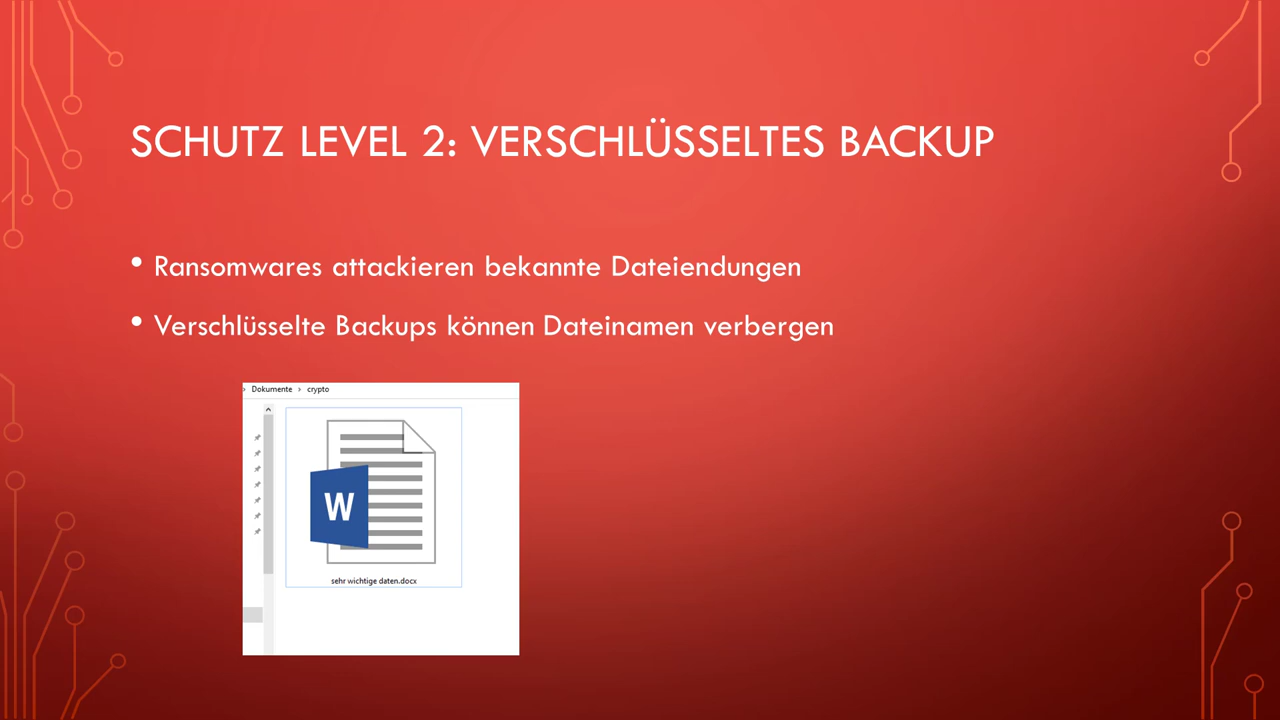 SCHUTZ LEVEL 2: VERSCHLÜSSELTES BACKUP
• Ransomwares attackieren bekannte Dateiendungen
• Verschlüsselte Backups können Dateinamen verbergen
› Dokumente › crypto
W
sehr wichtige daten.docx